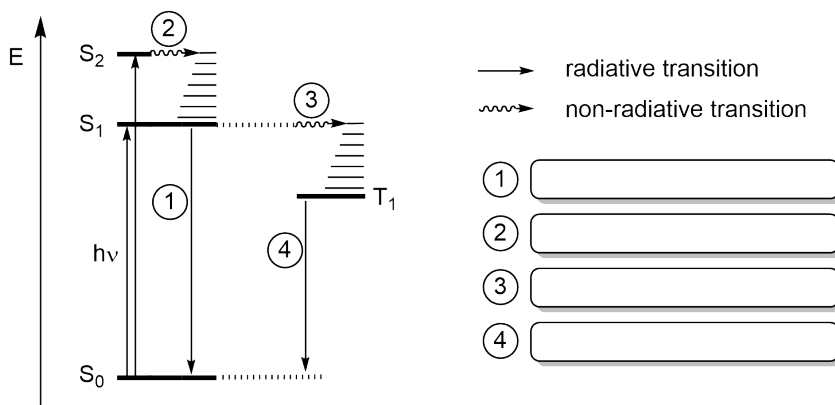 E
S₂
②
S₁
③
①
T₁
④
hν
S₀
radiative transition
non-radiative transition
①
②
③
④